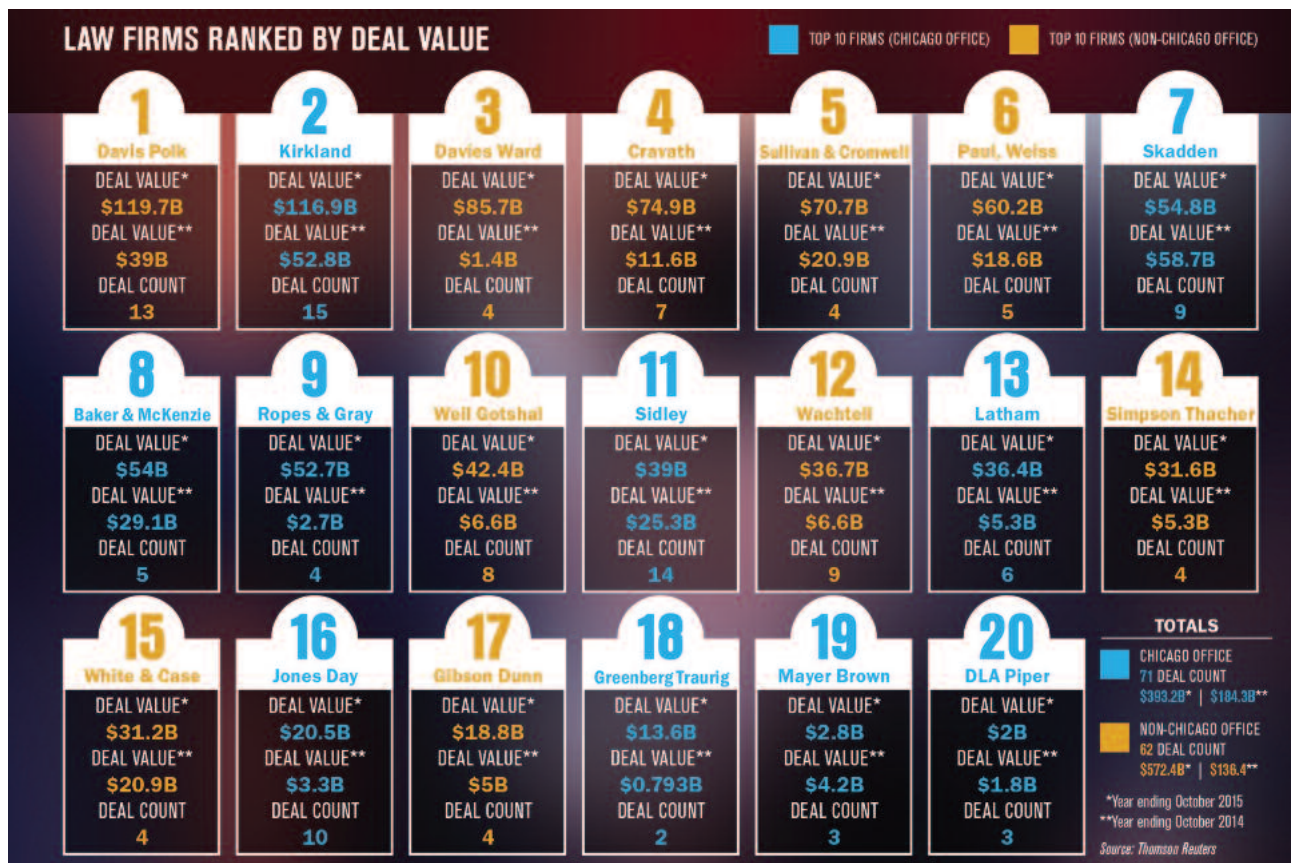 LAW FIRMS RANKED BY DEAL VALUE
TOP 10 FIRMS (CHICAGO OFFICE)
TOP 10 FIRMS (NON-CHICAGO OFFICE)
1
Davis Polk
DEAL VALUE*
$119.7B
DEAL VALUE**
$39B
DEAL COUNT
13
2
Kirkland
DEAL VALUE*
$116.9B
DEAL VALUE**
$52.8B
DEAL COUNT
15
3
Davies Ward
DEAL VALUE*
$85.7B
DEAL VALUE**
$1.4B
DEAL COUNT
4
4
Cravath
DEAL VALUE*
$74.9B
DEAL VALUE**
$11.6B
DEAL COUNT
7
5
Sullivan & Cromwell
DEAL VALUE*
$70.7B
DEAL VALUE**
$20.9B
DEAL COUNT
4
6
Paul, Weiss
DEAL VALUE*
$60.2B
DEAL VALUE**
$18.6B
DEAL COUNT
5
7
Skadden
DEAL VALUE*
$54.8B
DEAL VALUE**
$58.7B
DEAL COUNT
9
8
Baker & McKenzie
DEAL VALUE*
$54B
DEAL VALUE**
$29.1B
DEAL COUNT
5
9
Ropes & Gray
DEAL VALUE*
$52.7B
DEAL VALUE**
$2.7B
DEAL COUNT
4
10
Weil Gotshal
DEAL VALUE*
$42.4B
DEAL VALUE**
$6.6B
DEAL COUNT
8
11
Sidley
DEAL VALUE*
$39B
DEAL VALUE**
$25.3B
DEAL COUNT
14
12
Wachtell
DEAL VALUE*
$36.7B
DEAL VALUE**
$6.6B
DEAL COUNT
9
13
Latham
DEAL VALUE*
$36.4B
DEAL VALUE**
$5.3B
DEAL COUNT
6
14
Simpson Thacher
DEAL VALUE*
$31.6B
DEAL VALUE**
$5.3B
DEAL COUNT
4
15
White & Case
DEAL VALUE*
$31.2B
DEAL VALUE**
$20.9B
DEAL COUNT
4
16
Jones Day
DEAL VALUE*
$20.5B
DEAL VALUE**
$3.3B
DEAL COUNT
10
17
Gibson Dunn
DEAL VALUE*
$18.8B
DEAL VALUE**
$5B
DEAL COUNT
4
18
Greenberg Traurig
DEAL VALUE*
$13.6B
DEAL VALUE**
$0.793B
DEAL COUNT
2
19
Mayer Brown
DEAL VALUE*
$2.8B
DEAL VALUE**
$4.2B
DEAL COUNT
3
20
DLA Piper
DEAL VALUE*
$2B
DEAL VALUE**
$1.8B
DEAL COUNT
3
TOTALS
CHICAGO OFFICE
71 DEAL COUNT
$393.2B* | $184.3B**
NON-CHICAGO OFFICE
62 DEAL COUNT
$572.4B* | $136.4**
*Year ending October 2015
**Year ending October 2014
Source: Thomson Reuters